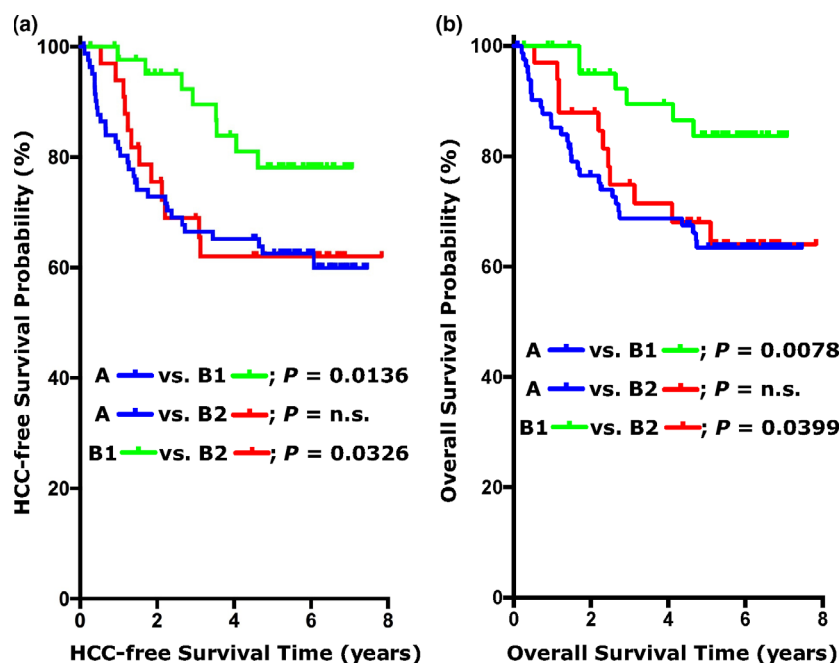 (a)
HCC-free Survival Probability (%)
100
80
60
40
20
0
A vs. B1 ; P = 0.0136
A vs. B2 ; P = n.s.
B1 vs. B2 ; P = 0.0326
0 2 4 6 8
HCC-free Survival Time (years)
(b)
Overall Survival Probability (%)
100
80
60
40
20
0
A vs. B1 ; P = 0.0078
A vs. B2 ; P = n.s.
B1 vs. B2 ; P = 0.0399
0 2 4 6 8
Overall Survival Time (years)